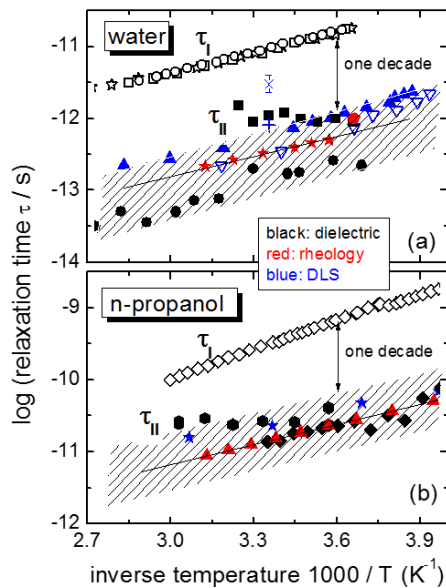 (a)
water
τI
one decade
τII
-11
-12
-13
-14
black: dielectric
red: rheology
blue: DLS
n-propanol
τI
one decade
τII
(b)
-9
-10
-11
-12
2.7 3.0 3.3 3.6 3.9
log (relaxation time τ / s)
inverse temperature 1000 / T (K⁻¹)